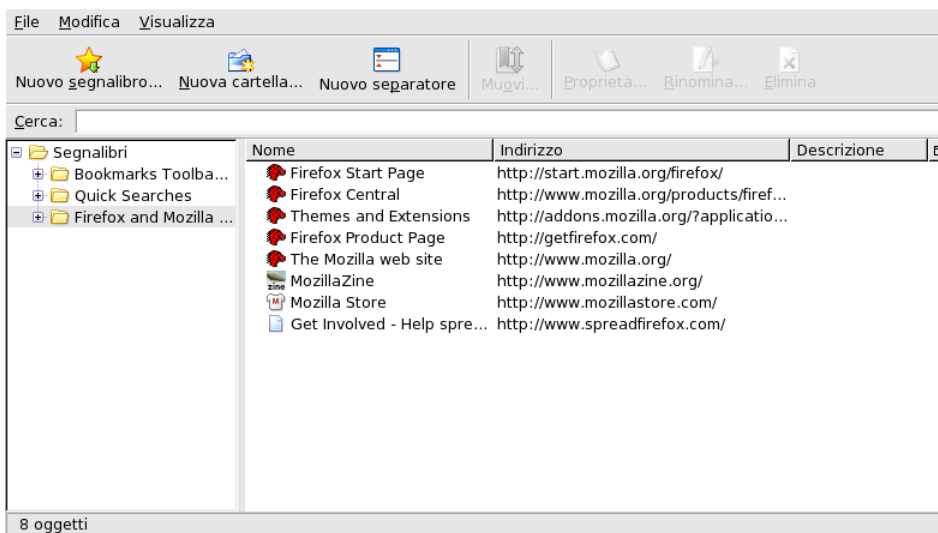 File Modifica Visualizza
Nuovo segnalibro... Nuova cartella... Nuovo separatore Muovi... Proprietà... Rinomina... Elimina
Cerca:
Segnalibri
Bookmarks Toolba...
Quick Searches
Firefox and Mozilla ...
Nome Indirizzo Descrizione
Firefox Start Page http://start.mozilla.org/firefox/
Firefox Central http://www.mozilla.org/products/firef...
Themes and Extensions http://addons.mozilla.org/?applicatio...
Firefox Product Page http://getfirefox.com/
The Mozilla web site http://www.mozilla.org/
zine MozillaZine http://www.mozillazine.org/
M Mozilla Store http://www.mozillastore.com/
Get Involved - Help spre... http://www.spreadfirefox.com/
8 oggetti